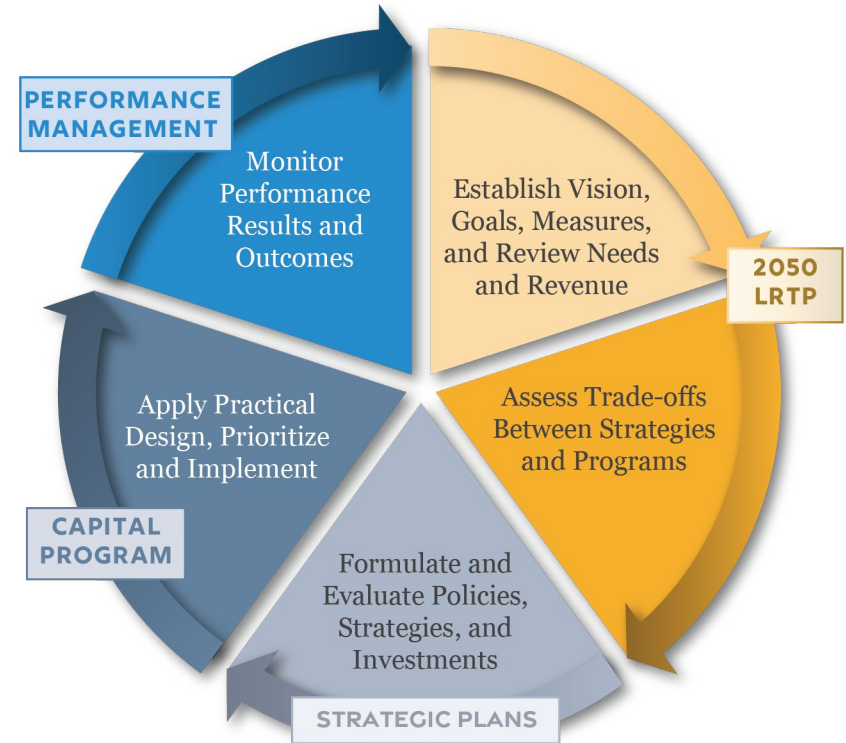 PERFORMANCE
MANAGEMENT
Monitor
Performance
Results and
Outcomes
Establish Vision,
Goals, Measures,
and Review Needs
and Revenue
2050
LRTP
Assess Trade-offs
Between Strategies
and Programs
Formulate and
Evaluate Policies,
Strategies, and
Investments
STRATEGIC PLANS
Apply Practical
Design, Prioritize
and Implement
CAPITAL
PROGRAM